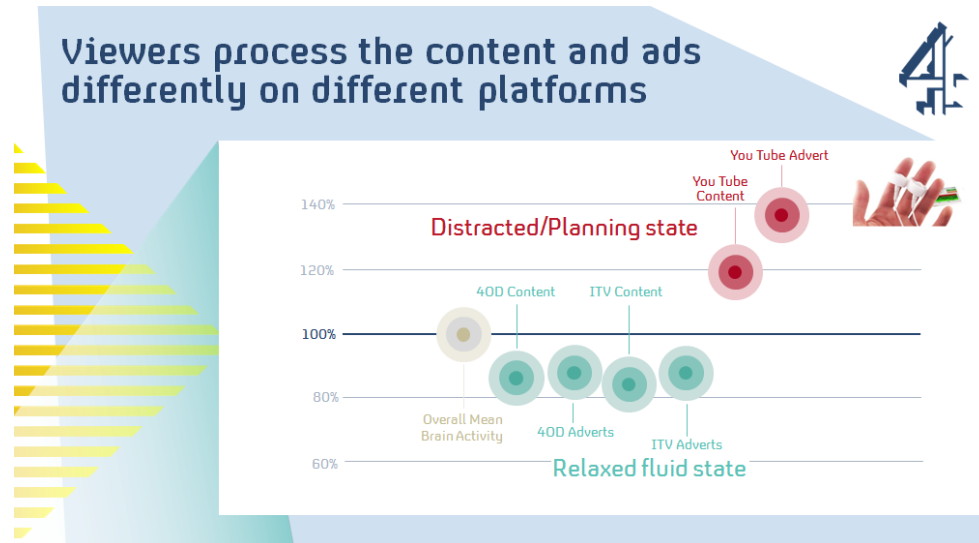 Viewers process the content and ads
differently on different platforms
4
You Tube Advert
You Tube
Content
140%
Distracted/Planning state
120%
4OD Content
ITV Content
100%
80%
Overall Mean
Brain Activity
4OD Adverts
ITV Adverts
60%
Relaxed fluid state